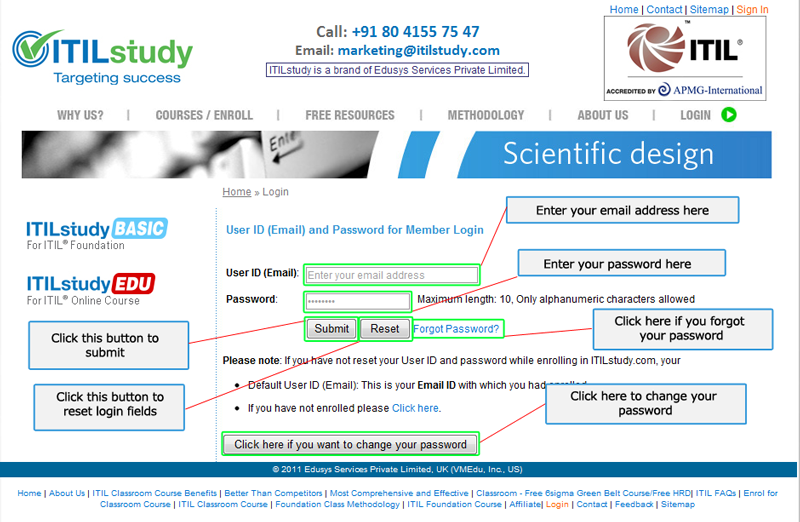 Home | Contact | Sitemap | Sign In
ITILstudy
Targeting success
Call: +91 80 4155 75 47
Email: marketing@itilstudy.com
ITILstudy is a brand of Edusys Services Private Limited.
ITIL®
ACCREDITED BY APMG-International
WHY US? | COURSES / ENROLL | FREE RESOURCES | METHODOLOGY | ABOUT US | LOGIN
Enter
Scientific design
Home » Login
ITILstudy BASIC
For ITIL® Foundation
ITILstudy EDU
For ITIL® Online Course
User ID (Email) and Password for Member Login
Enter your email address here
Enter your password here
User ID (Email): Enter your email address
Password: ******** Maximum length: 10, Only alphanumeric characters allowed
Submit Reset Forgot Password?
Click here if you forgot
your password
Click this button to
submit
Click this button to
reset login fields
Please note: If you have not reset your User ID and password while enrolling in ITILstudy.com, your
• Default User ID (Email): This is your Email ID with which you had enrolled
• If you have not enrolled please Click here.
Click here to change your
password
Click here if you want to change your password
© 2011 Edusys Services Private Limited, UK (VMEdu, Inc., US)
Home | About Us | ITIL Classroom Course Benefits | Better Than Competitors | Most Comprehensive and Effective | Classroom - Free 6sigma Green Belt Course/Free HRD| ITIL FAQs | Enrol for
Classroom Course | ITIL Classroom Course | Foundation Class Methodology | ITIL Foundation Course | Affiliate| Login | Contact | Feedback | Sitemap